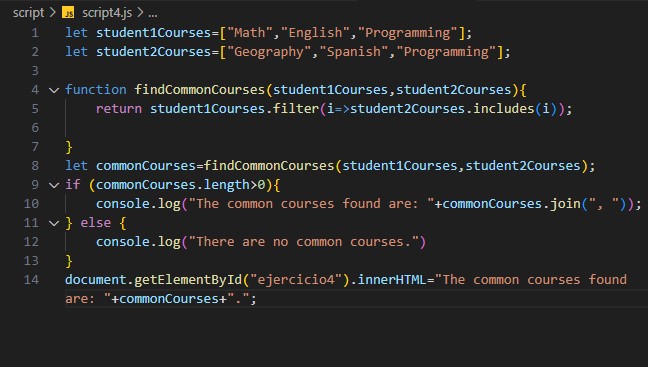 script > JS script4.js > ...
1 let student1Courses=["Math","English","Programming"];
2 let student2Courses=["Geography","Spanish","Programming"];
3
4 function findCommonCourses(student1Courses,student2Courses){
5     return student1Courses.filter(i=>student2Courses.includes(i));
6
7 }
8 let commonCourses=findCommonCourses(student1Courses,student2Courses);
9 if (commonCourses.length>0){
10     console.log("The common courses found are: "+commonCourses.join(", "));
11 } else {
12     console.log("There are no common courses.")
13 }
14 document.getElementById("ejercicio4").innerHTML="The common courses found
are: "+commonCourses+".";